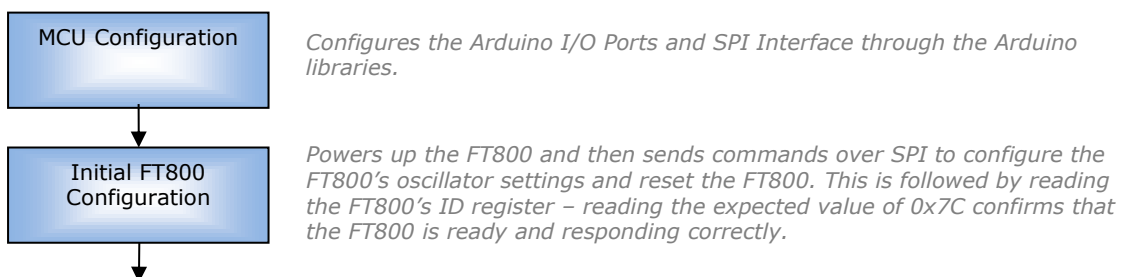 MCU Configuration
Configures the Arduino I/O Ports and SPI Interface through the Arduino
libraries.
Initial FT800
Configuration
Powers up the FT800 and then sends commands over SPI to configure the
FT800’s oscillator settings and reset the FT800. This is followed by reading
the FT800’s ID register – reading the expected value of 0x7C confirms that
the FT800 is ready and responding correctly.